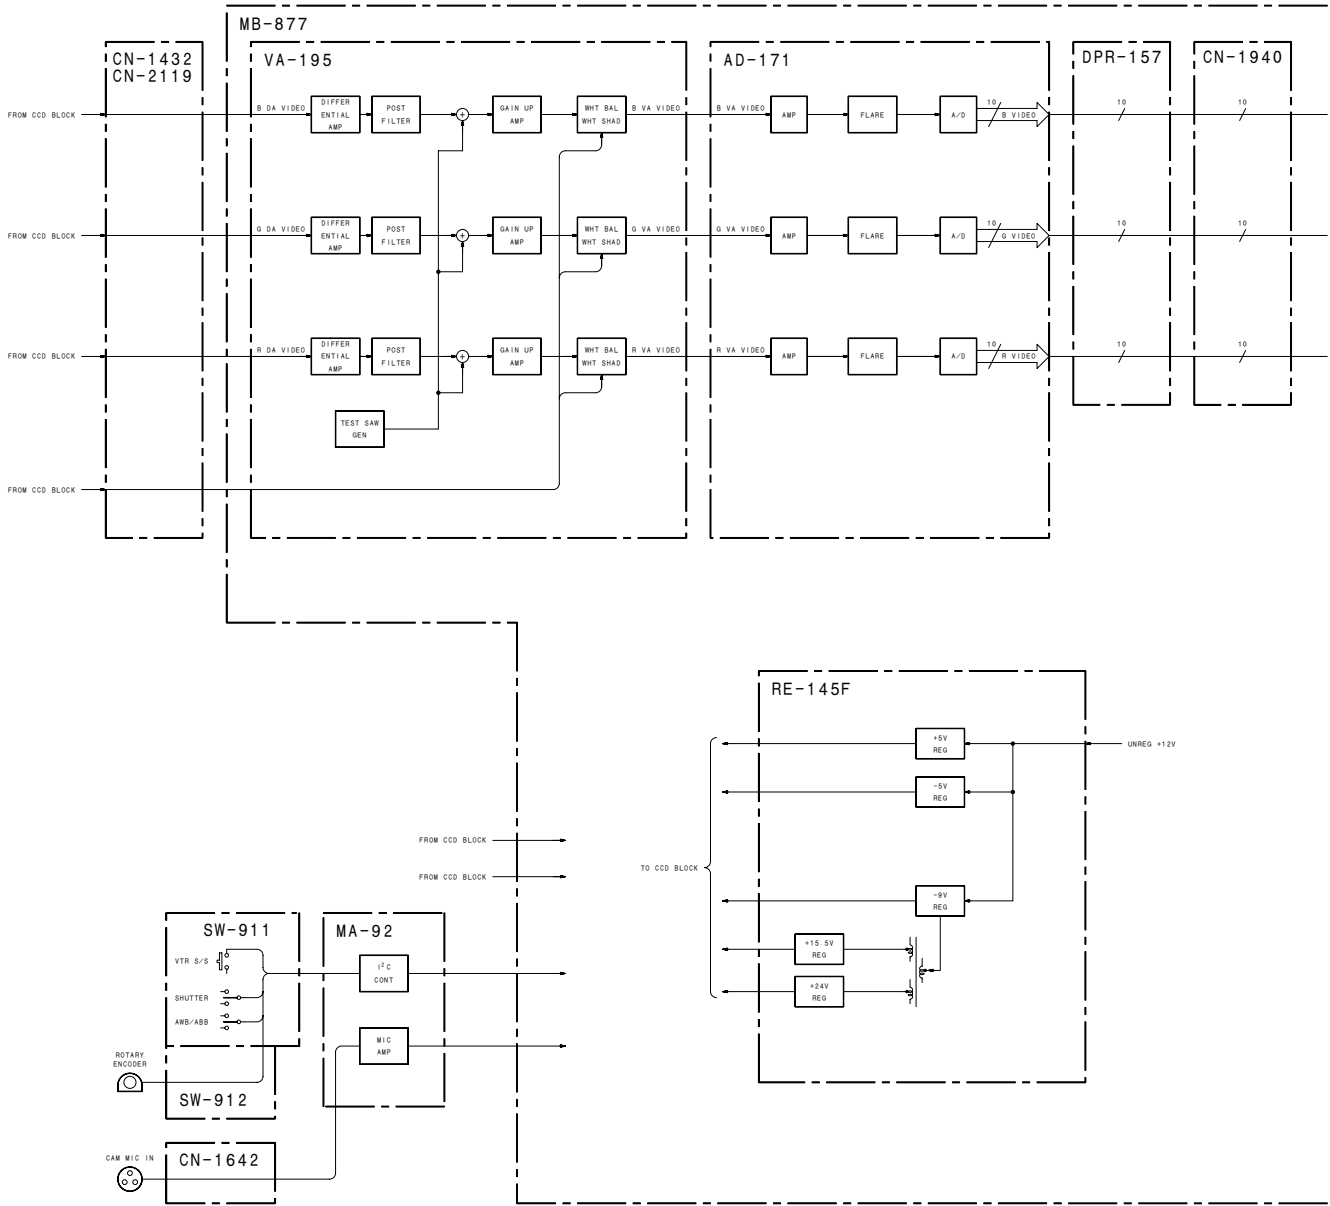 MB-877
CN-1432
CN-2119
VA-195
AD-171
DPR-157
CN-1940
FROM CCD BLOCK
B DA VIDEO
DIFFER
ENTIAL
AMP
POST
FILTER
+
GAIN UP
AMP
WHT BAL
WHT SHAD
B VA VIDEO
B VA VIDEO
AMP
FLARE
A/D
10
B VIDEO
10
10
FROM CCD BLOCK
G DA VIDEO
DIFFER
ENTIAL
AMP
POST
FILTER
+
GAIN UP
AMP
WHT BAL
WHT SHAD
G VA VIDEO
G VA VIDEO
AMP
FLARE
A/D
10
G VIDEO
10
10
FROM CCD BLOCK
R DA VIDEO
DIFFER
ENTIAL
AMP
POST
FILTER
+
GAIN UP
AMP
WHT BAL
WHT SHAD
R VA VIDEO
R VA VIDEO
AMP
FLARE
A/D
10
R VIDEO
10
10
TEST SAW
GEN
FROM CCD BLOCK
RE-145F
+5V
REG
UNREG +12V
-5V
REG
FROM CCD BLOCK
FROM CCD BLOCK
TO CCD BLOCK
-9V
REG
+15.5V
REG
+24V
REG
SW-911
VTR S/S
SHUTTER
AWB/ABB
MA-92
I²C
CONT
MIC
AMP
ROTARY
ENCODER
SW-912
CAM MIC IN
CN-1642